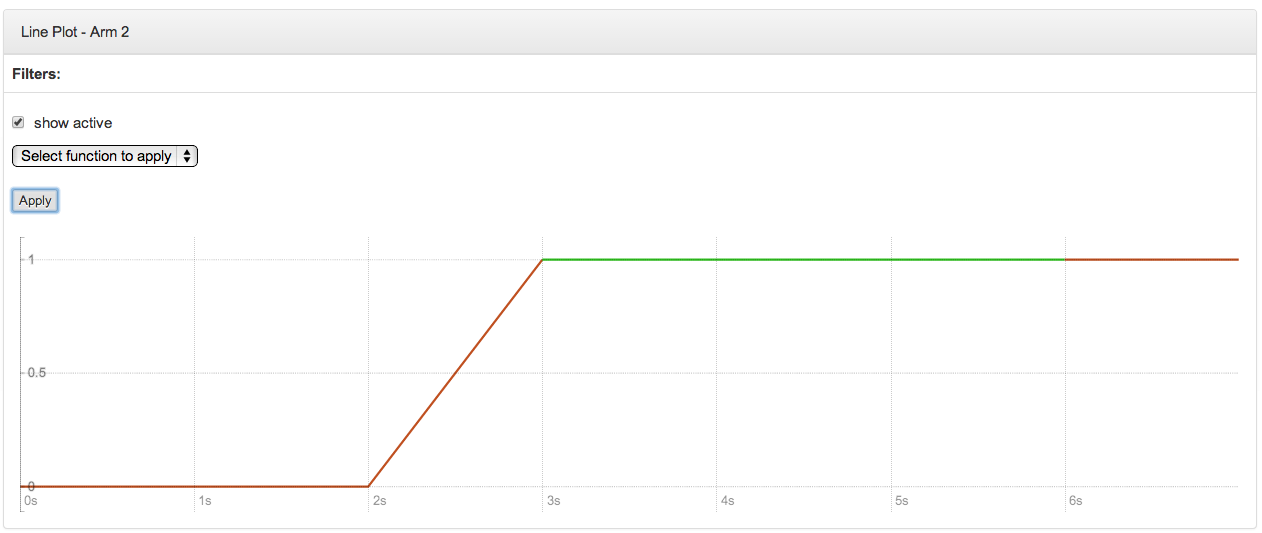 Line Plot - Arm 2
Filters:
show active
Select function to apply
Apply
1
0.5
0
0s 1s 2s 3s 4s 5s 6s